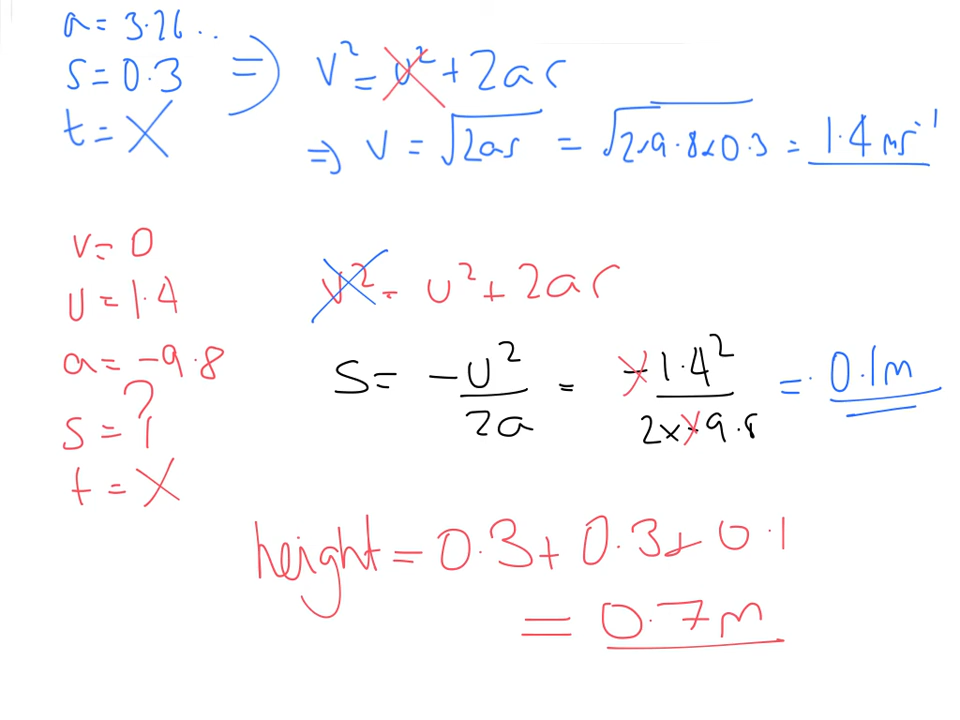 a = 3.26..
s = 0.3
t = X
⇒ v² = u² + 2as
⇒ v = √2as = √2×9.8×0.3 = 1.4 ms⁻¹
v = 0
u = 1.4
a = -9.8
s = ?
t = X
v² = u² + 2as
s = -u²/2a = -1.4²/2×-9.8 = 0.1m
height = 0.3 + 0.3 + 0.1
= 0.7m